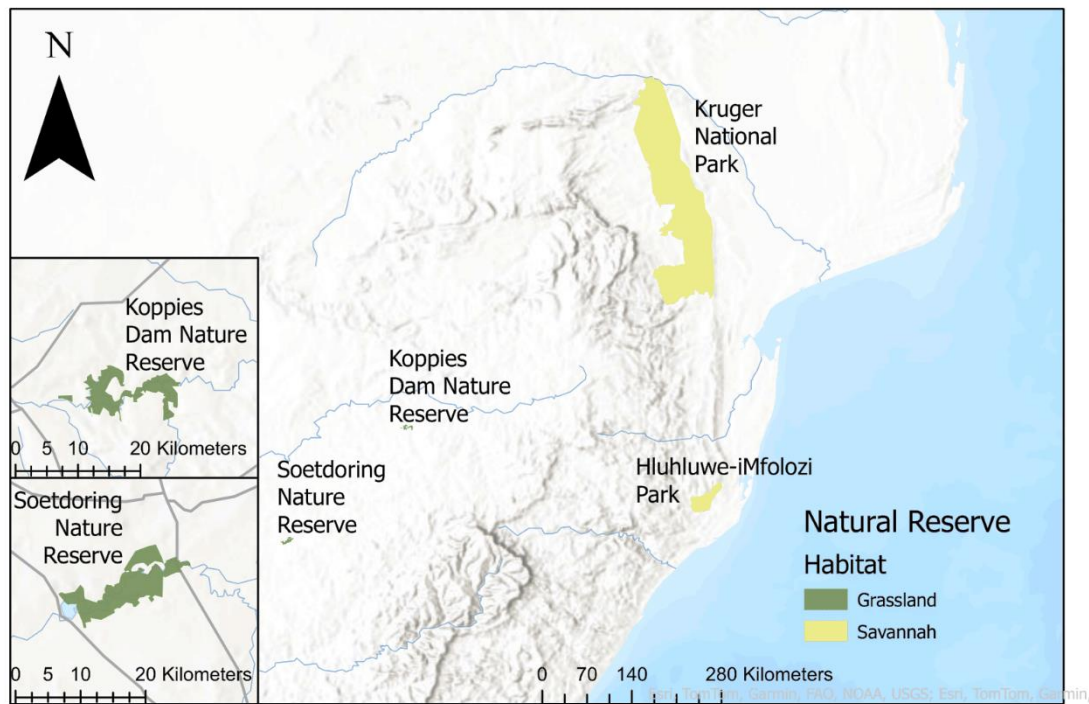 N
Kruger
National
Park
Koppies
Dam Nature
Reserve
0 5 10 20 Kilometers
Soetdoring
Nature
Reserve
0 5 10 20 Kilometers
Koppies
Dam Nature
Reserve
Soetdoring
Nature
Reserve
Hluhluwe-iMfolozi
Park
Natural Reserve
Habitat
Grassland
Savannah
0 70 140 280 Kilometers
Esri, TomTom, Garmin, FAO, NOAA, USGS; Esri, TomTom, Garmin,